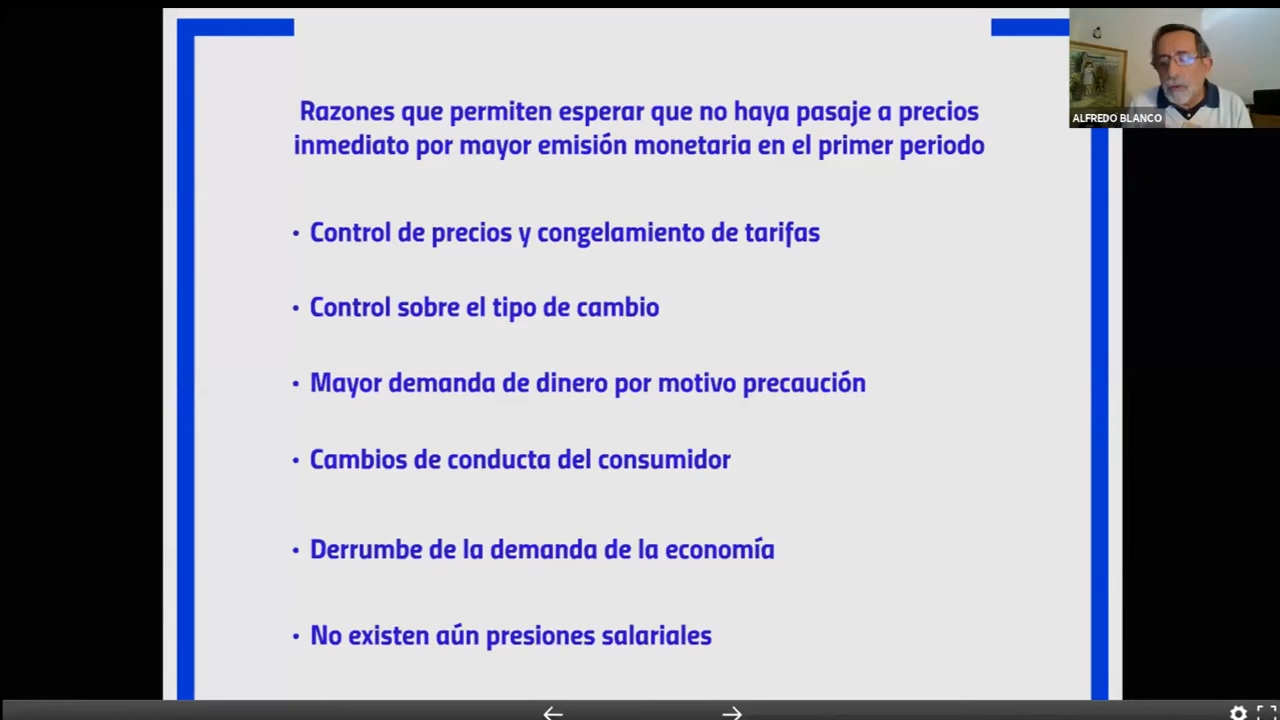 Razones que permiten esperar que no haya pasaje a precios
inmediato por mayor emisión monetaria en el primer periodo
• Control de precios y congelamiento de tarifas
• Control sobre el tipo de cambio
• Mayor demanda de dinero por motivo precaución
• Cambios de conducta del consumidor
• Derrumbe de la demanda de la economía
• No existen aún presiones salariales
ALFREDO BLANCO